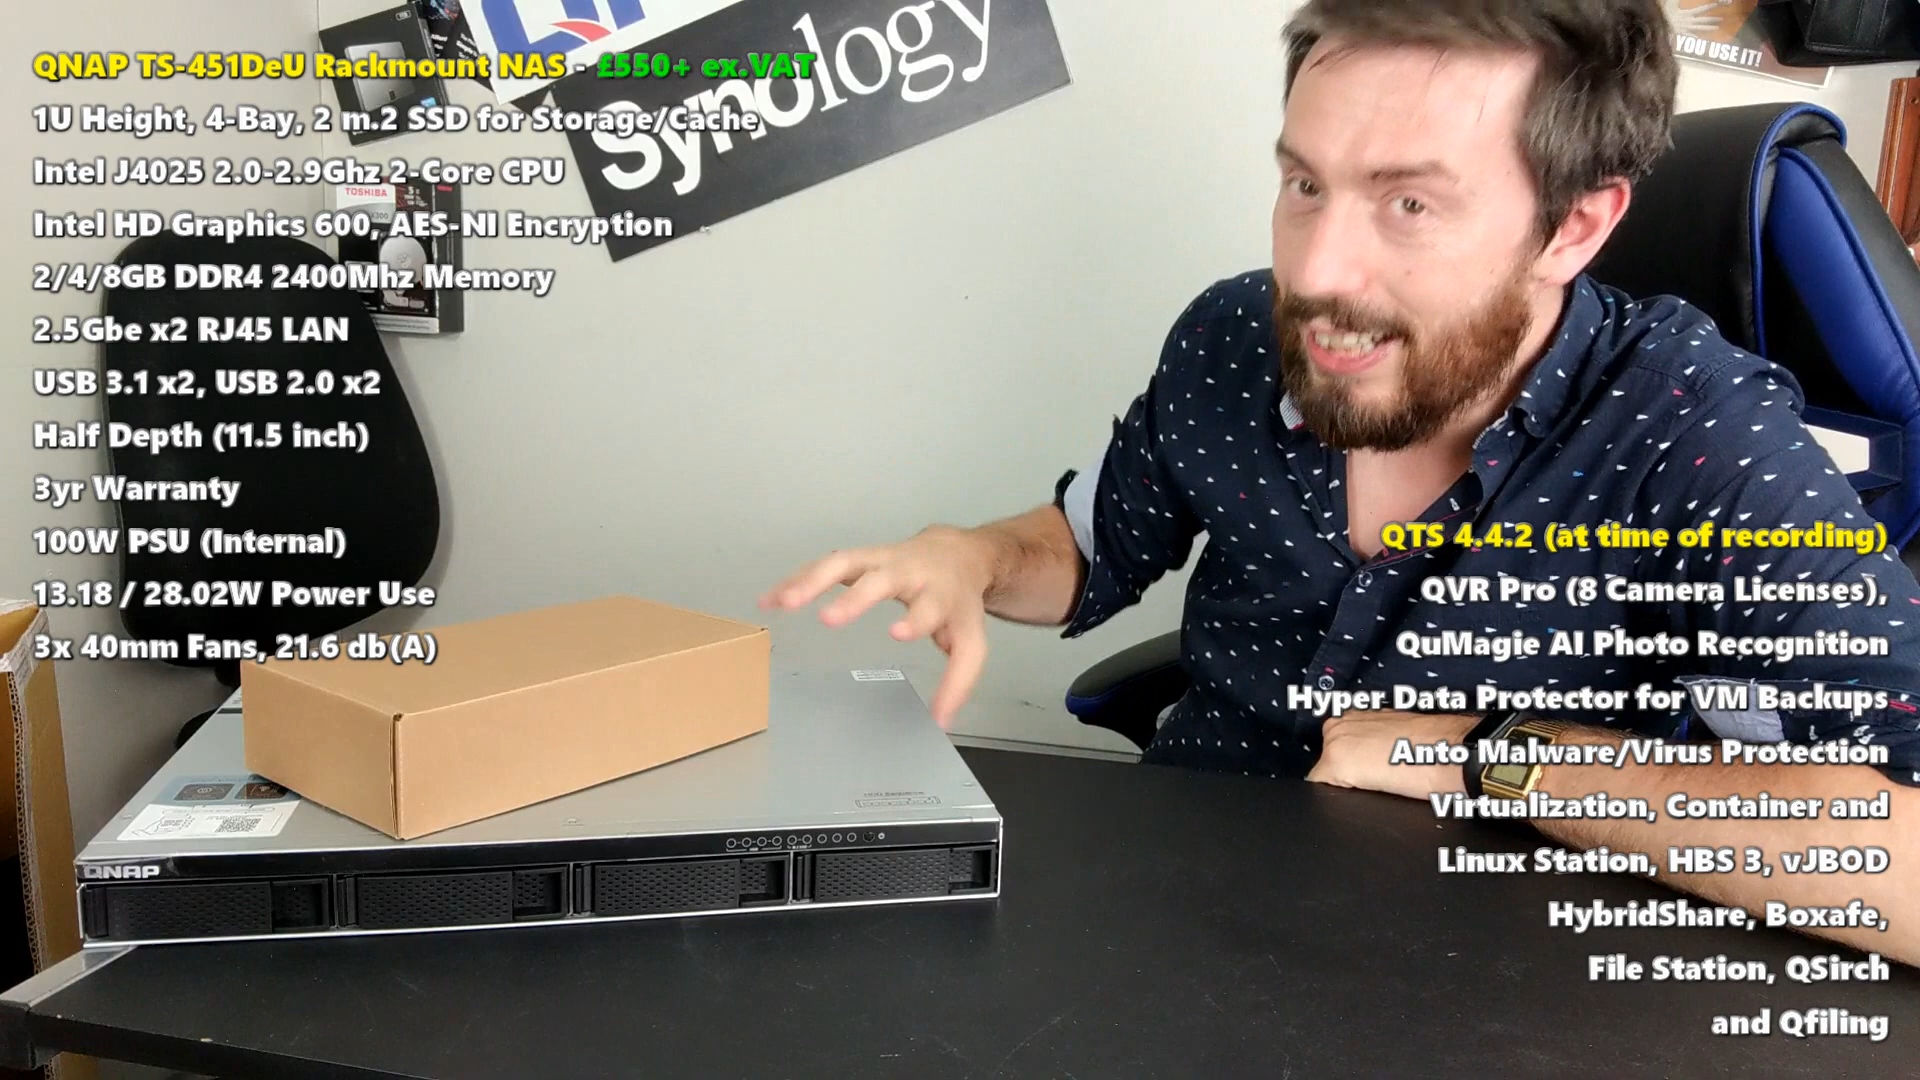 QNAP TS-451DeU Rackmount NAS - £550+ ex.VAT
1U Height, 4-Bay, 2 m.2 SSD for Storage/Cache
Intel J4025 2.0-2.9Ghz 2-Core CPU
Intel HD Graphics 600, AES-NI Encryption
2/4/8GB DDR4 2400Mhz Memory
2.5Gbe x2 RJ45 LAN
USB 3.1 x2, USB 2.0 x2
Half Depth (11.5 inch)
3yr Warranty
100W PSU (Internal)
13.18 / 28.02W Power Use
3x 40mm Fans, 21.6 db(A)
Synology
TOSHIBA
YOU USE IT!
QNAP
QTS 4.4.2 (at time of recording)
QVR Pro (8 Camera Licenses),
QuMagie AI Photo Recognition
Hyper Data Protector for VM Backups
Anto Malware/Virus Protection
Virtualization, Container and
Linux Station, HBS 3, vJBOD
HybridShare, Boxafe,
File Station, QSirch
and Qfiling